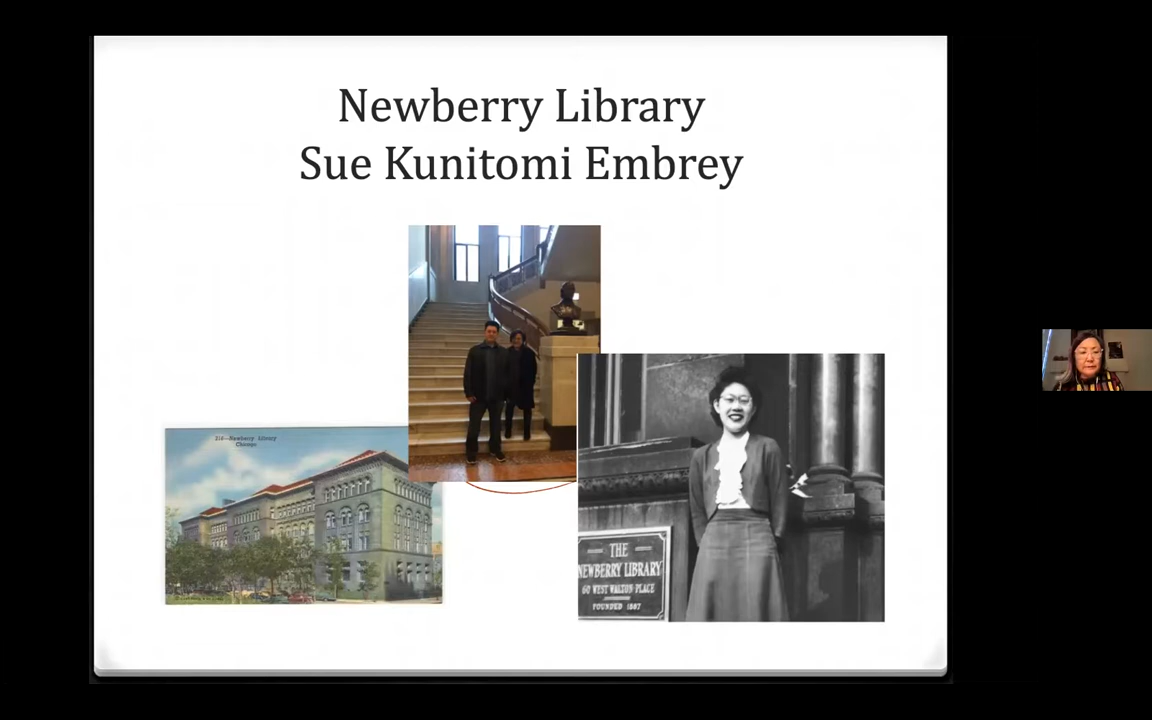 Newberry Library
Sue Kunitomi Embrey
216—Newberry Library
Chicago
THE
NEWBERRY LIBRARY
60 WEST WALTON PLACE
FOUNDED 1887